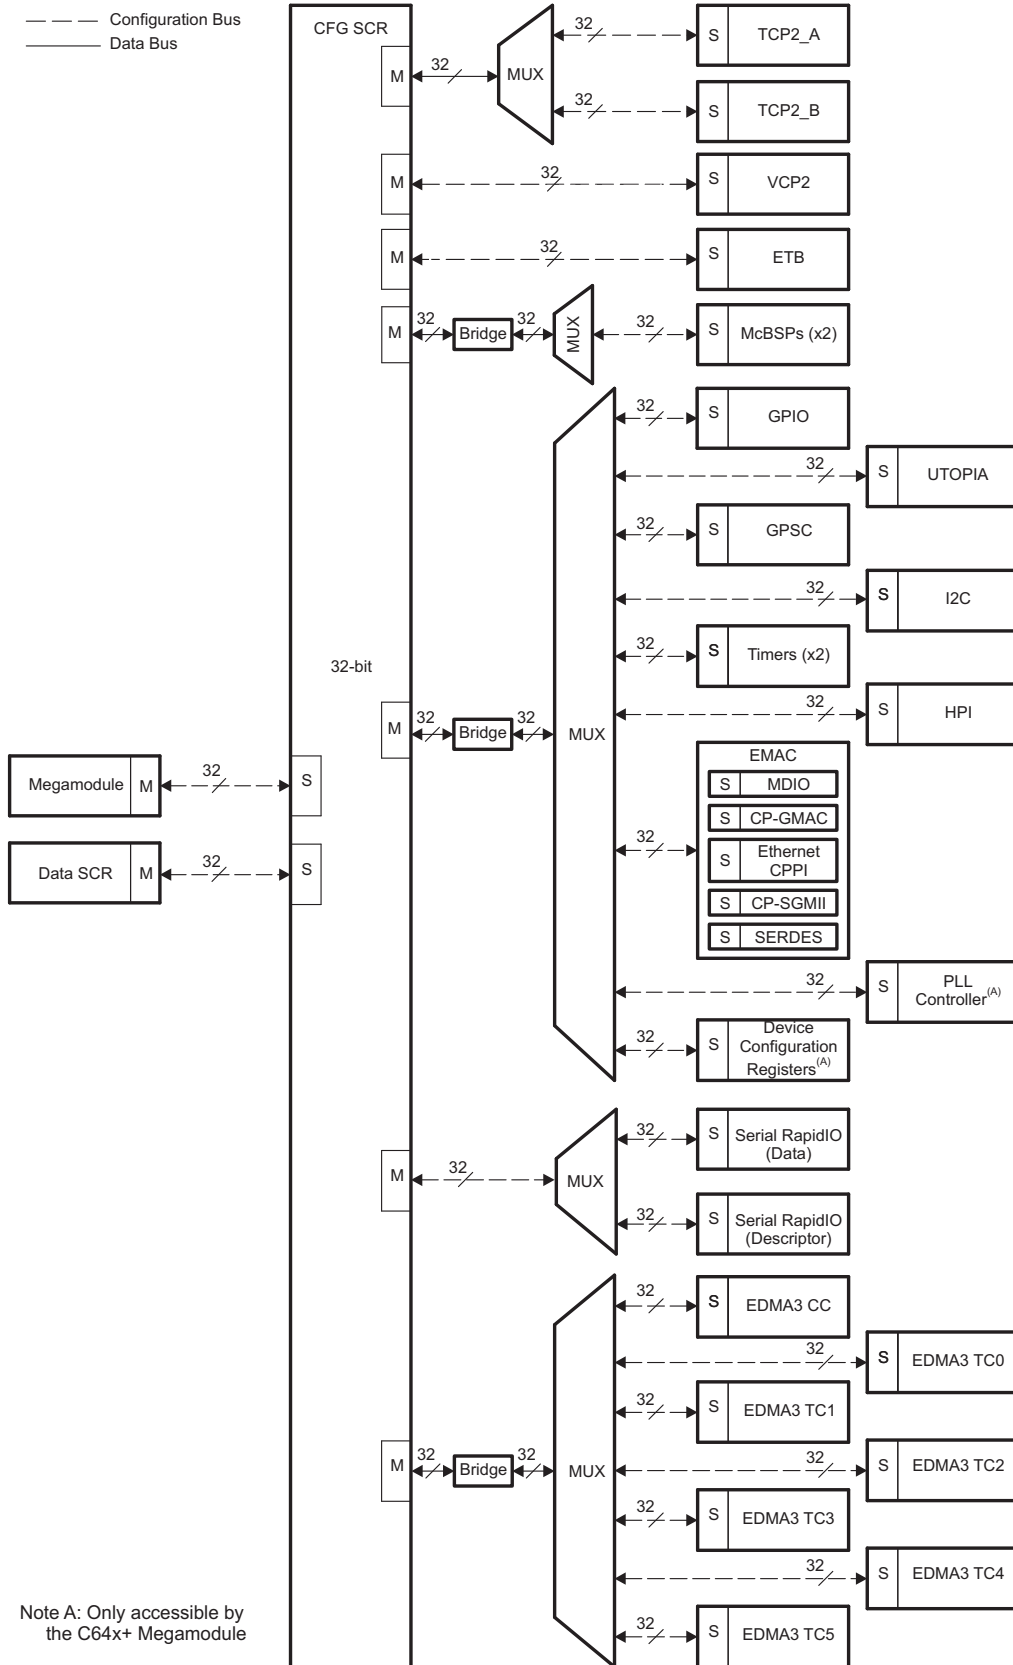 Configuration Bus
Data Bus
CFG SCR
32-bit
M
32
MUX
32
S
TCP2_A
32
S
TCP2_B
M
32
S
VCP2
M
32
S
ETB
M
32
Bridge
32
MUX
32
S
McBSPs (x2)
32
S
GPIO
32
S
UTOPIA
32
S
GPSC
32
S
I2C
32
S
Timers (x2)
32
S
HPI
M
32
Bridge
32
MUX
EMAC
S
MDIO
S
CP-GMAC
32
S
Ethernet
CPPI
S
CP-SGMII
S
SERDES
Megamodule
M
32
S
Data SCR
M
32
S
32
S
PLL
Controller(A)
32
S
Device
Configuration
Registers(A)
32
S
Serial RapidIO
(Data)
M
32
MUX
32
S
Serial RapidIO
(Descriptor)
32
S
EDMA3 CC
32
S
EDMA3 TC0
32
S
EDMA3 TC1
M
32
Bridge
32
MUX
32
S
EDMA3 TC2
32
S
EDMA3 TC3
32
S
EDMA3 TC4
32
S
EDMA3 TC5
Note A: Only accessible by
the C64x+ Megamodule